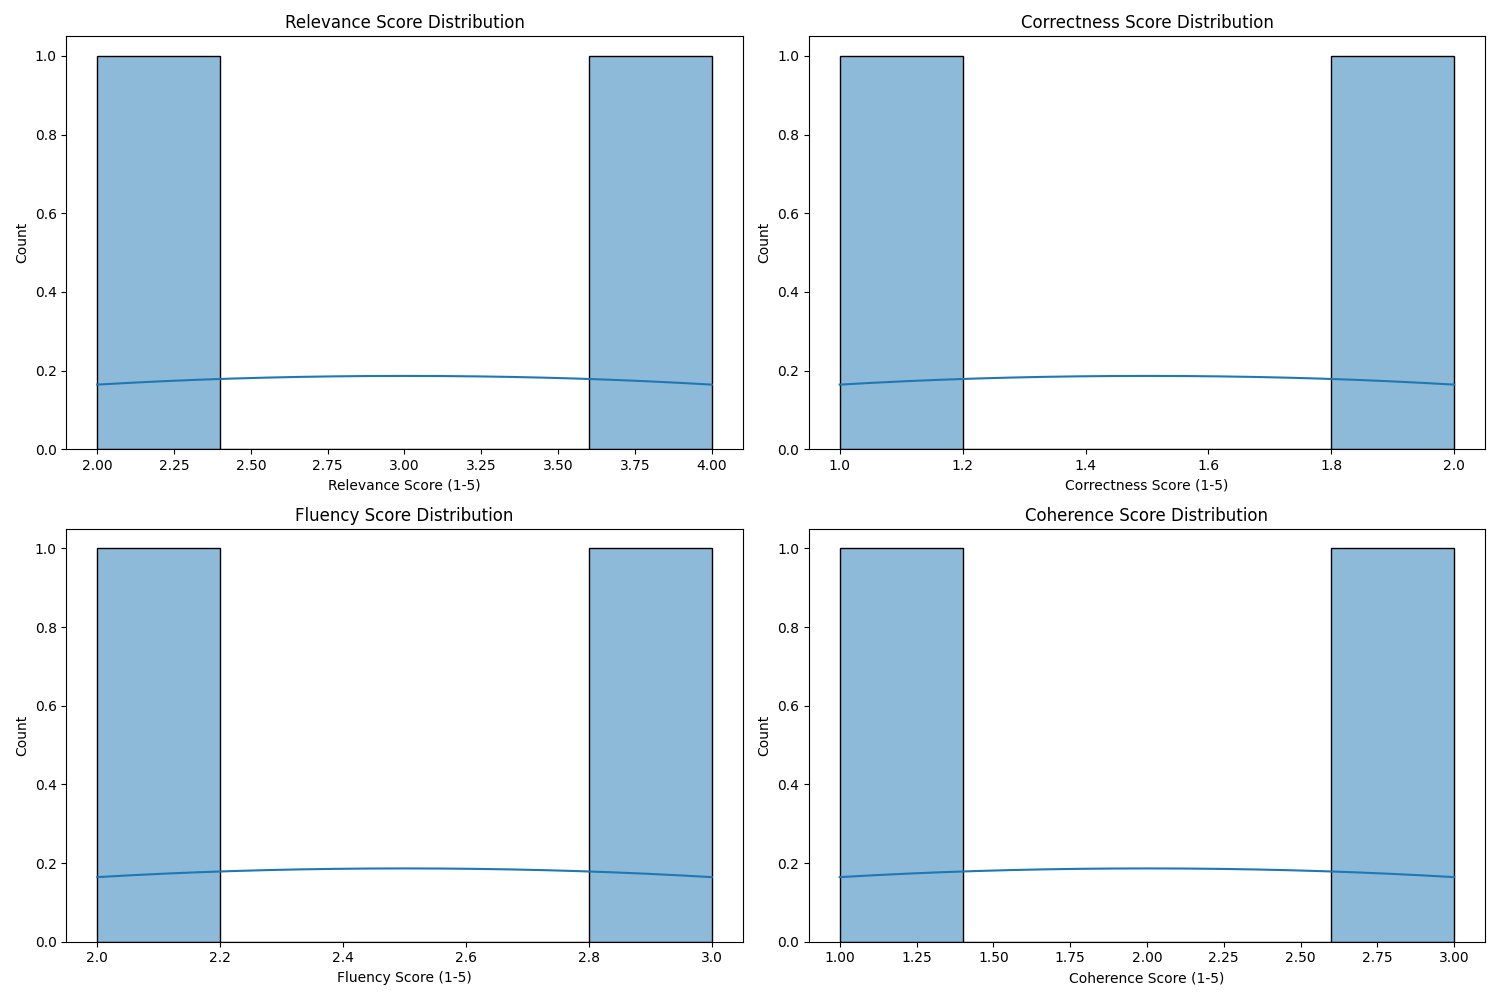 Relevance Score Distribution
Count
1.0
0.8
0.6
0.4
0.2
0.0
2.00 2.25 2.50 2.75 3.00 3.25 3.50 3.75 4.00
Relevance Score (1-5)
Correctness Score Distribution
Count
1.0
0.8
0.6
0.4
0.2
0.0
1.0 1.2 1.4 1.6 1.8 2.0
Correctness Score (1-5)
Fluency Score Distribution
Count
1.0
0.8
0.6
0.4
0.2
0.0
2.0 2.2 2.4 2.6 2.8 3.0
Fluency Score (1-5)
Coherence Score Distribution
Count
1.0
0.8
0.6
0.4
0.2
0.0
1.00 1.25 1.50 1.75 2.00 2.25 2.50 2.75 3.00
Coherence Score (1-5)